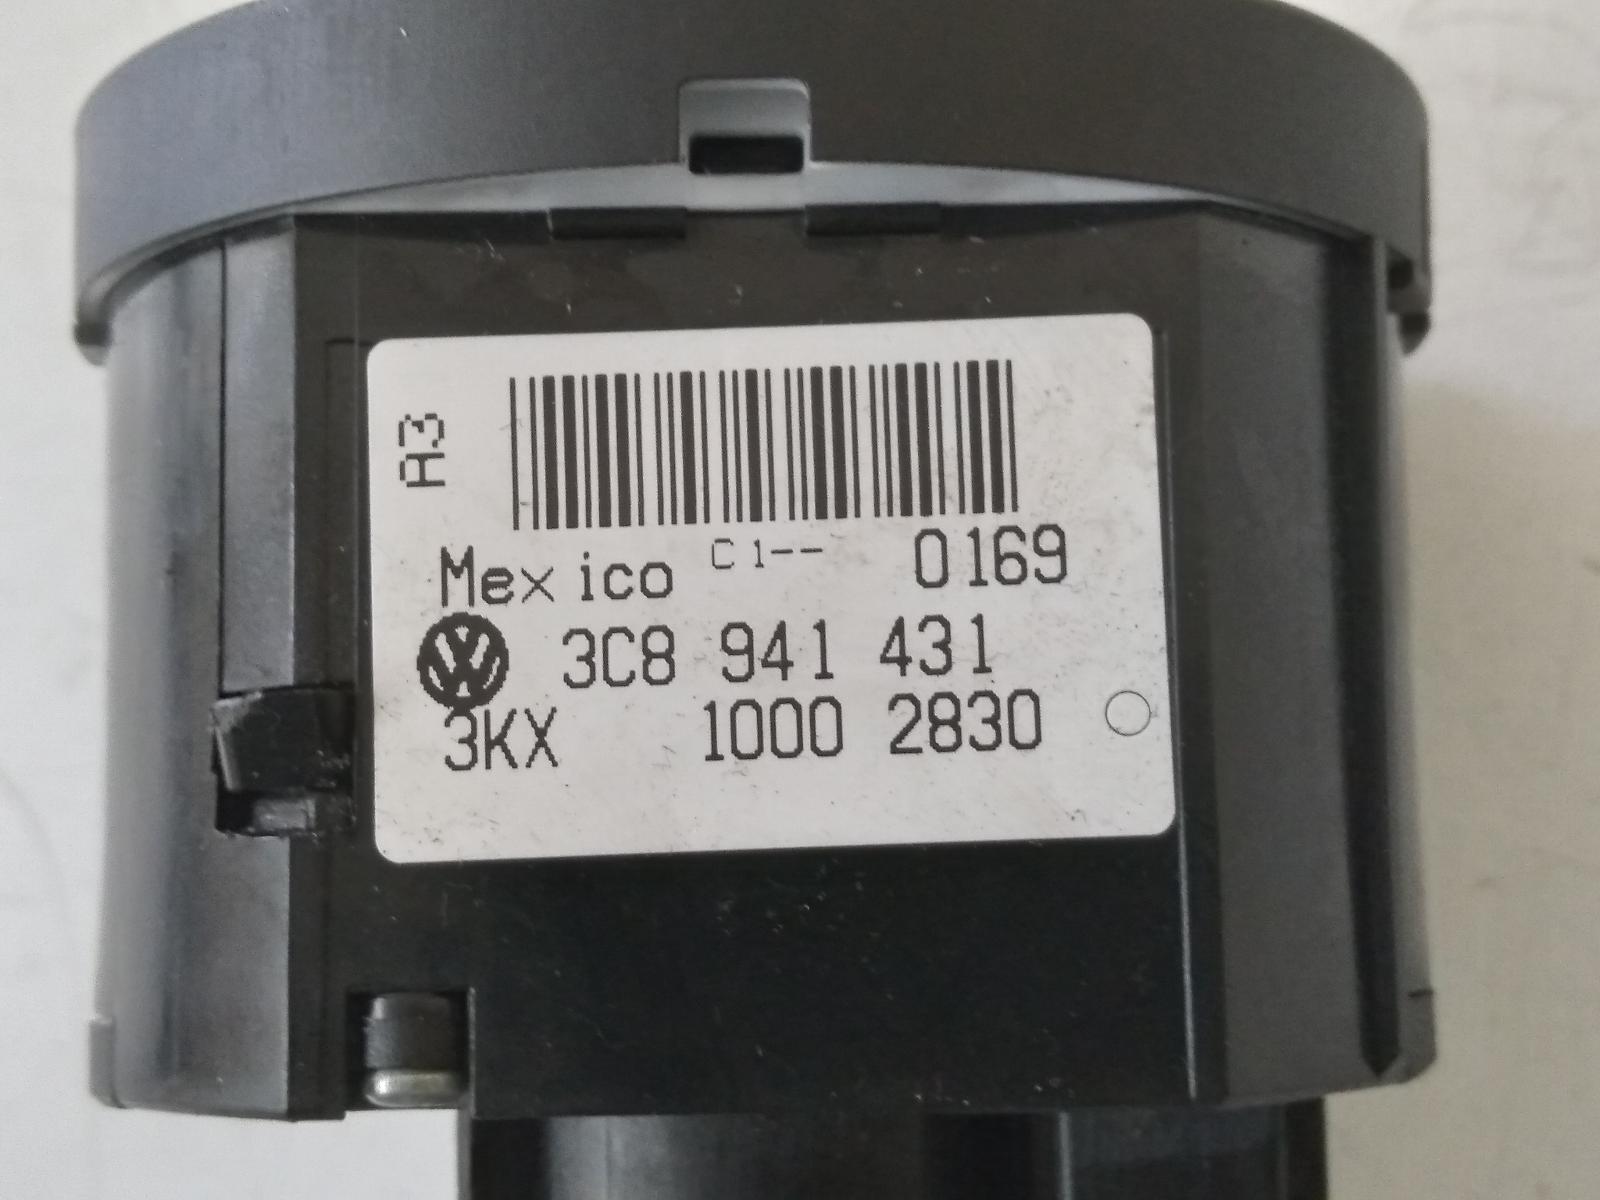 A3
Mexico C1-- 0169
3C8 941 431
3KX 1000 2830